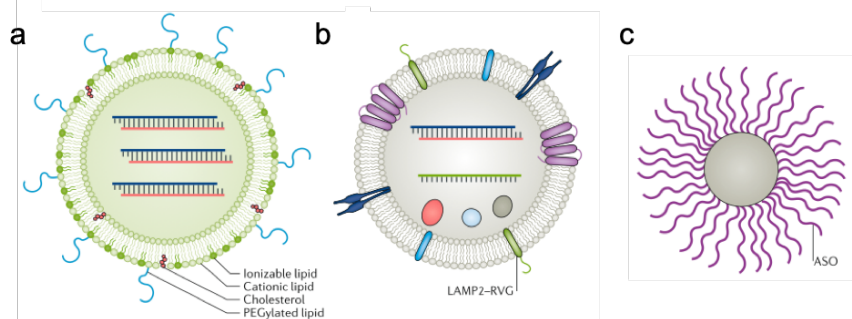 a
b
c
Ionizable lipid
Cationic lipid
Cholesterol
PEGylated lipid
LAMP2–RVG
ASO